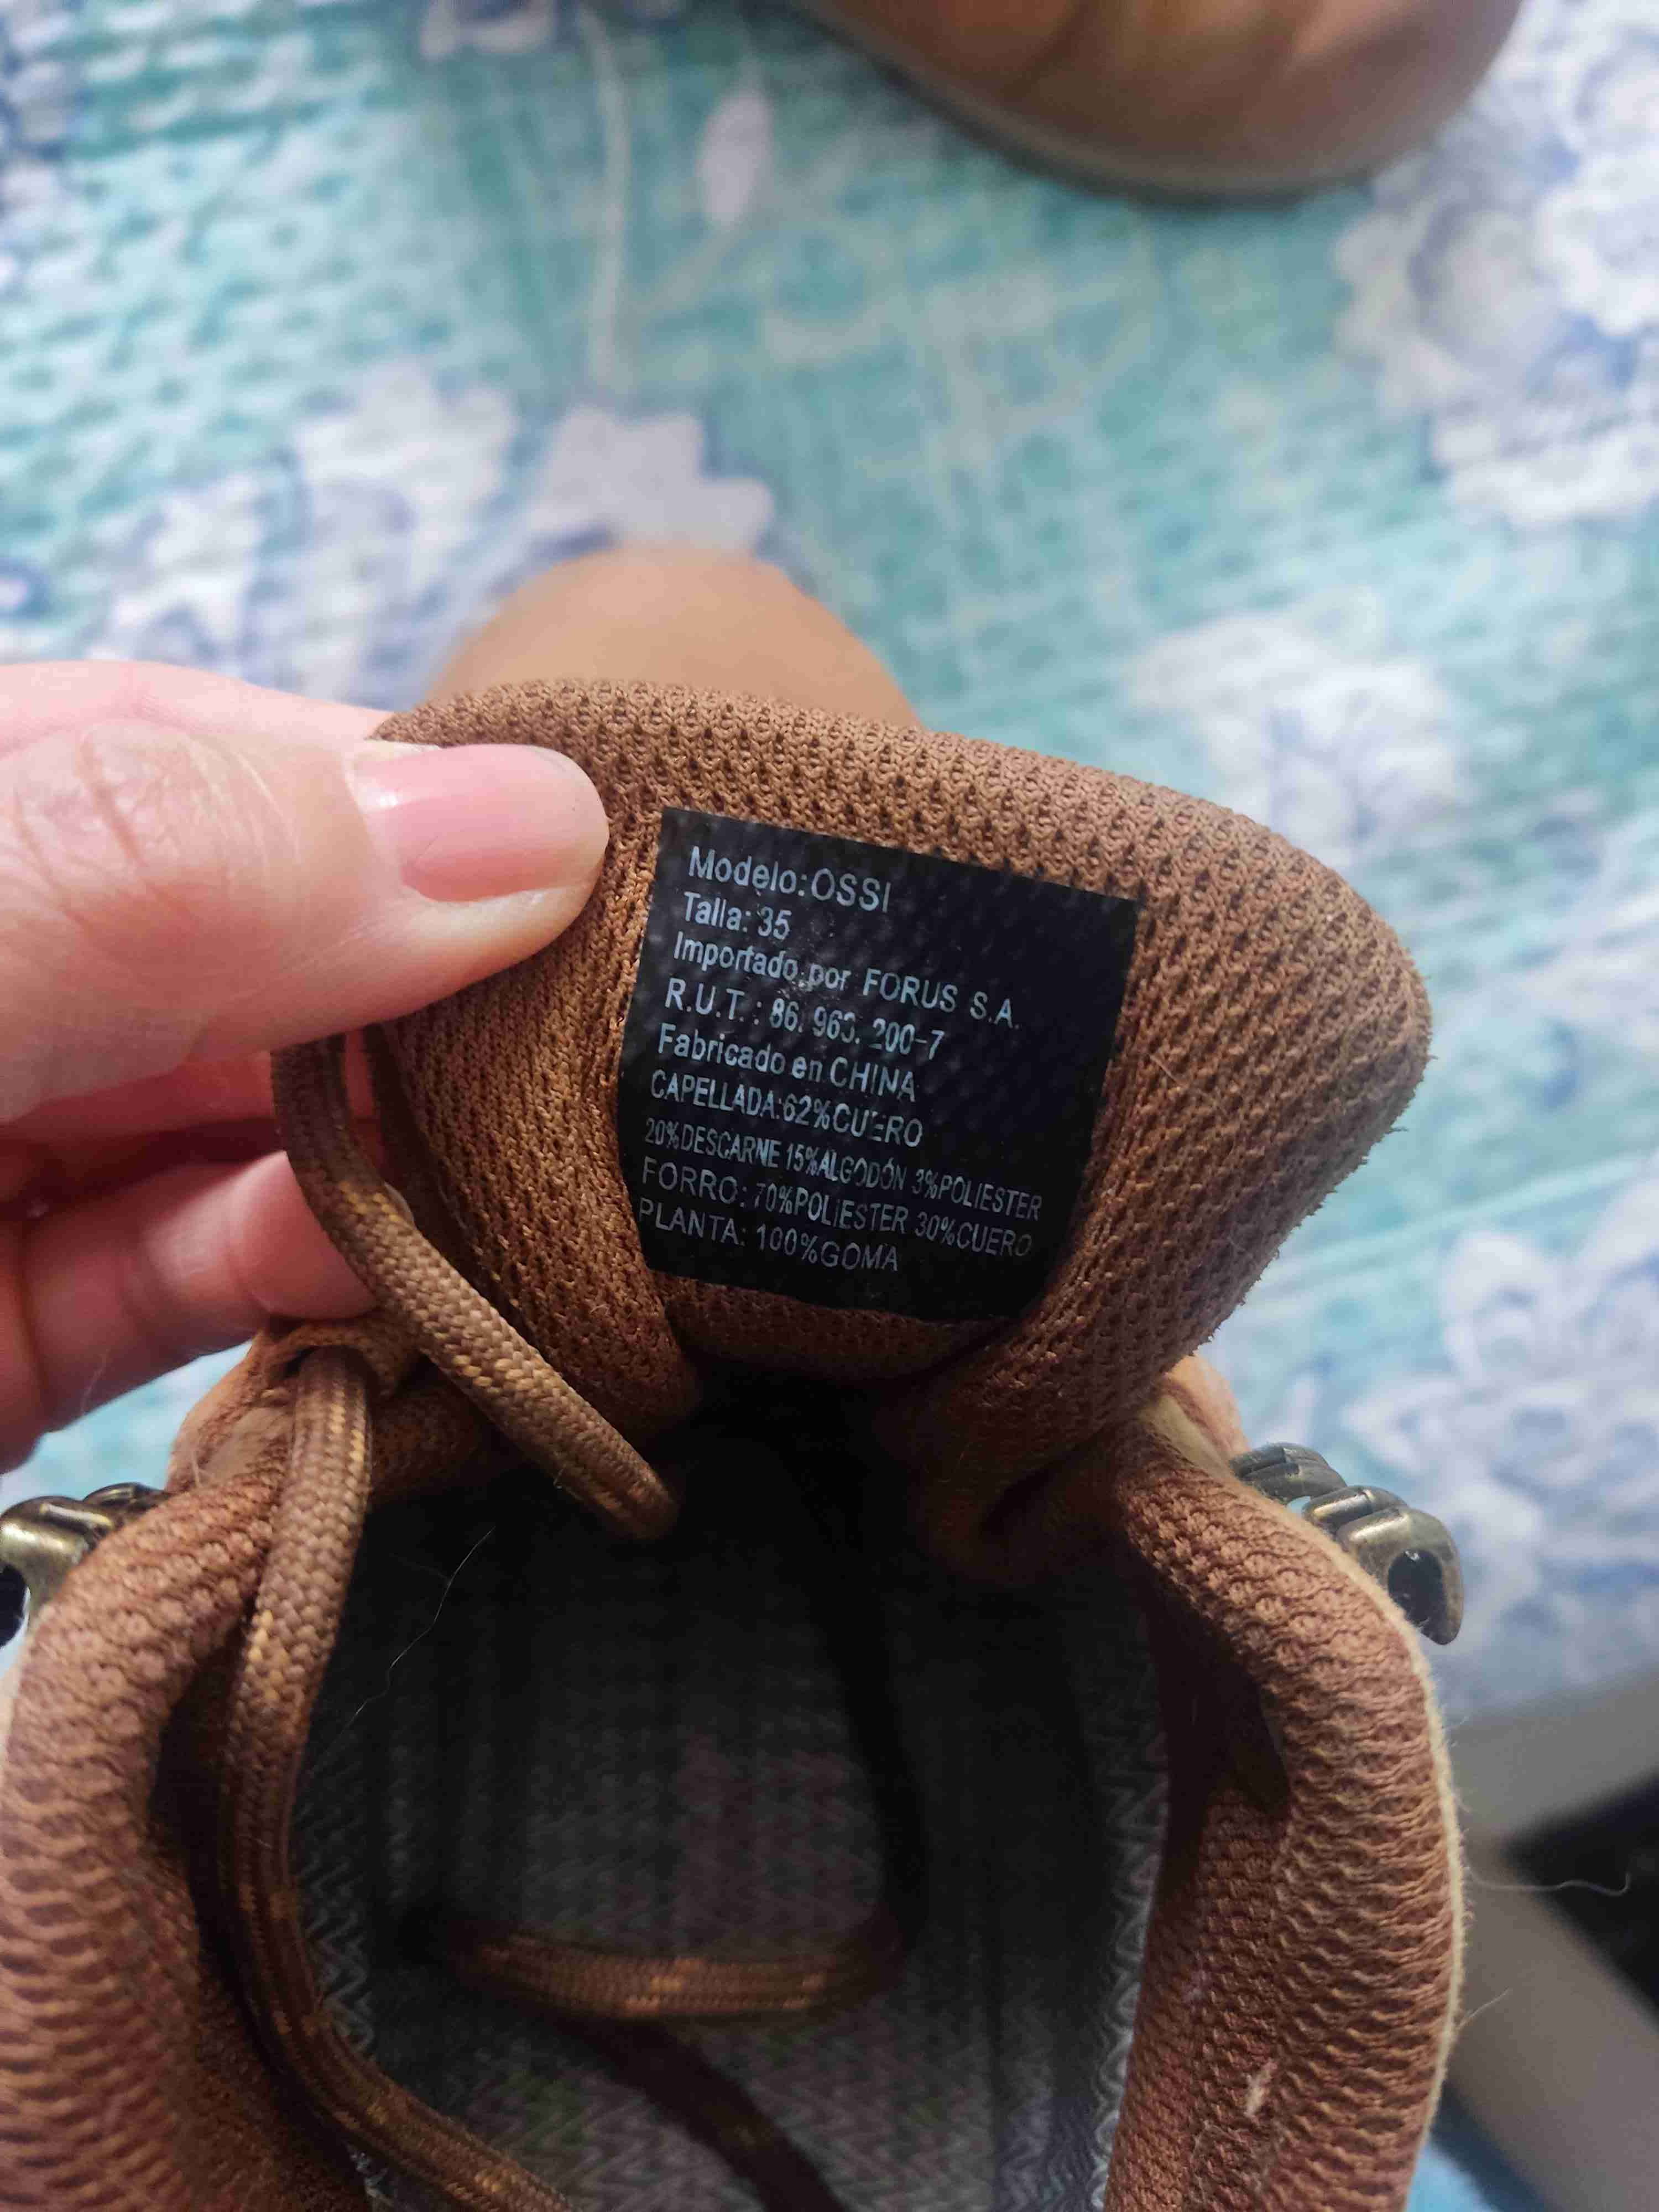 Modelo:OSSI
Talla: 35
Importado por FORUS S.A.
R.U.T. : 86. 963. 200-7
Fabricado en CHINA
CAPELLADA:62%CUERO
20%DESCARNE 15%ALGODÓN 3%POLIESTER
FORRO: 70%POLIESTER 30%CUERO
PLANTA: 100%GOMA